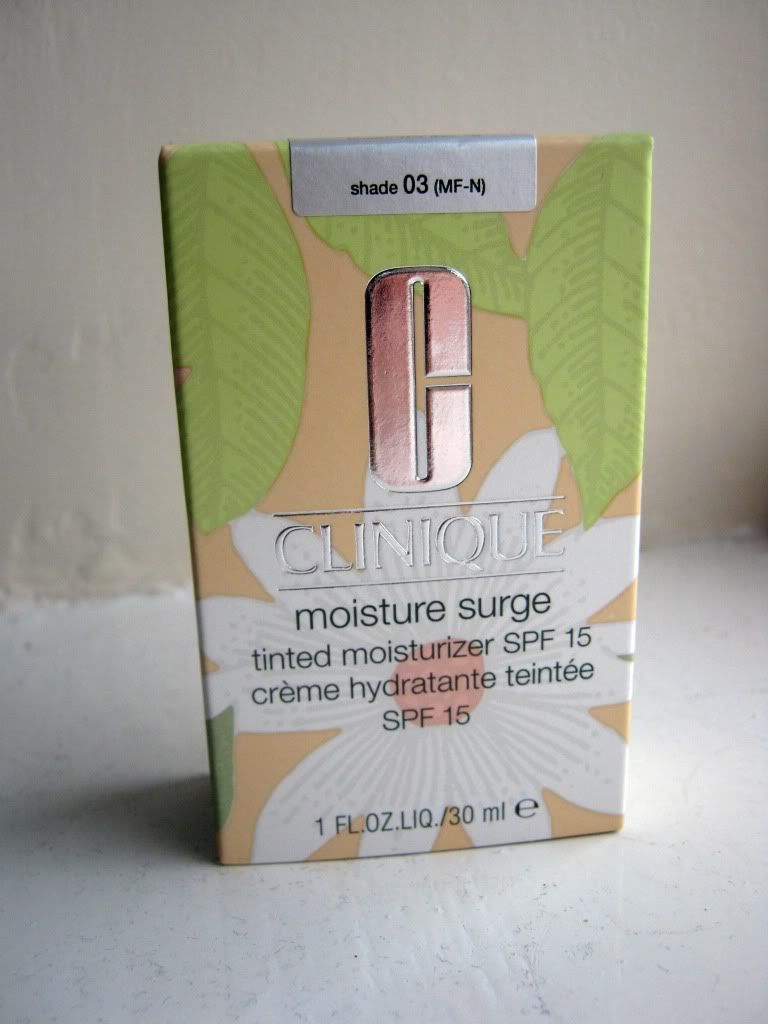 shade 03 (MF-N)
C
CLINIQUE
moisture surge
tinted moisturizer SPF 15
crème hydratante teintée
SPF 15
1 FL.OZ.LIQ./30 ml ℮